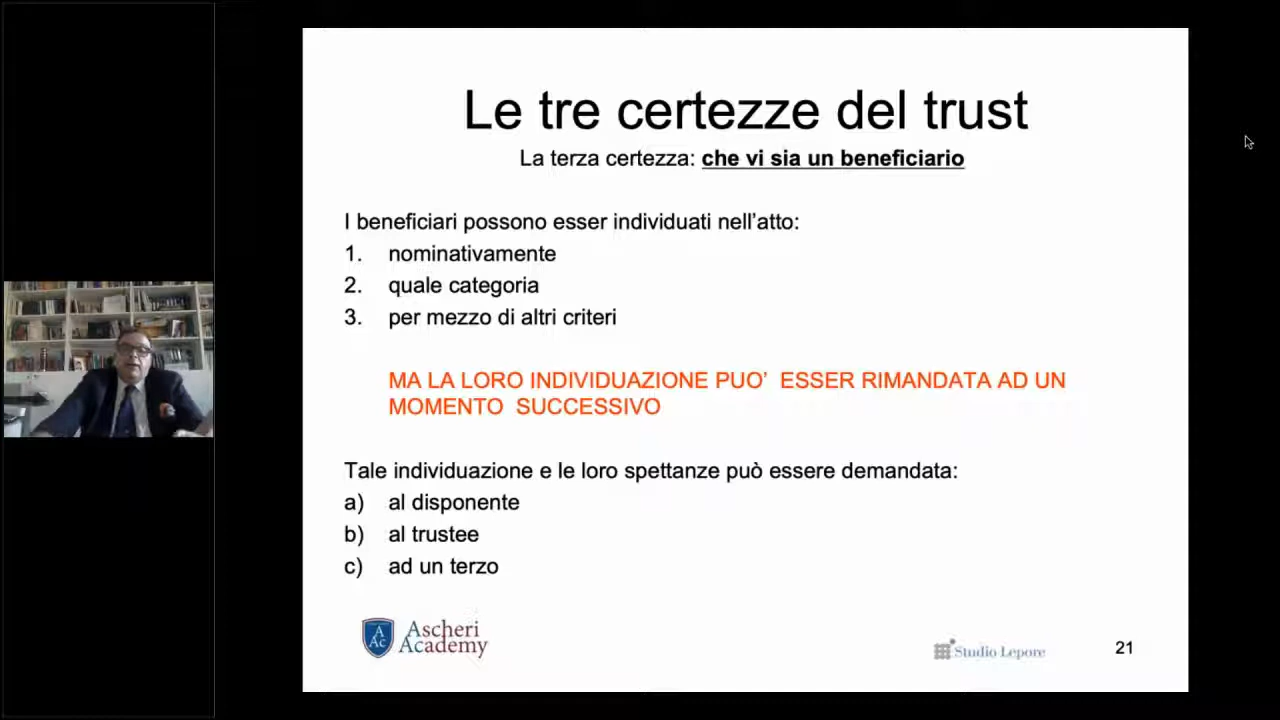 Le tre certezze del trust
La terza certezza: che vi sia un beneficiario
I beneficiari possono esser individuati nell'atto:
1. nominativamente
2. quale categoria
3. per mezzo di altri criteri
MA LA LORO INDIVIDUAZIONE PUO' ESSER RIMANDATA AD UN
MOMENTO SUCCESSIVO
Tale individuazione e le loro spettanze può essere demandata:
a) al disponente
b) al trustee
c) ad un terzo
A
Ac
Ascheri
Academy
Studio Lepore
21